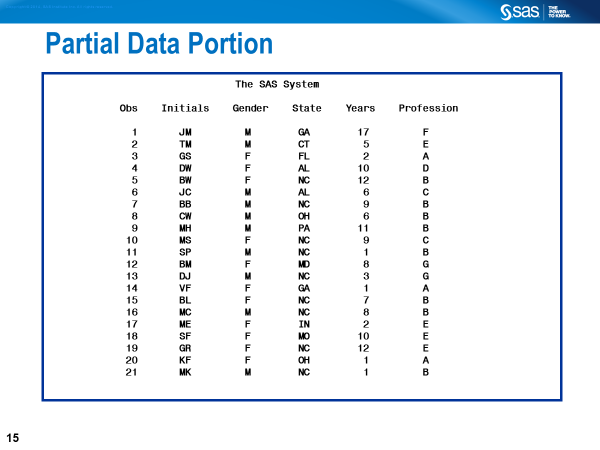 sas THE POWER TO KNOW.
Partial Data Portion
The SAS System
Obs Initials Gender State Years Profession
1 JM M GA 17 F
2 TM M CT 5 E
3 GS F FL 2 A
4 DW F AL 10 D
5 BW F NC 12 B
6 JC M AL 6 C
7 BB M NC 9 B
8 CW M OH 6 B
9 MH M PA 11 B
10 MS F NC 9 C
11 SP M NC 1 B
12 BM F MD 8 G
13 DJ M NC 3 G
14 VF F GA 1 A
15 BL F NC 7 B
16 MC M NC 8 B
17 ME F IN 2 E
18 SF F MO 10 E
19 GR F NC 12 E
20 KF F OH 1 A
21 MK M NC 1 B
15